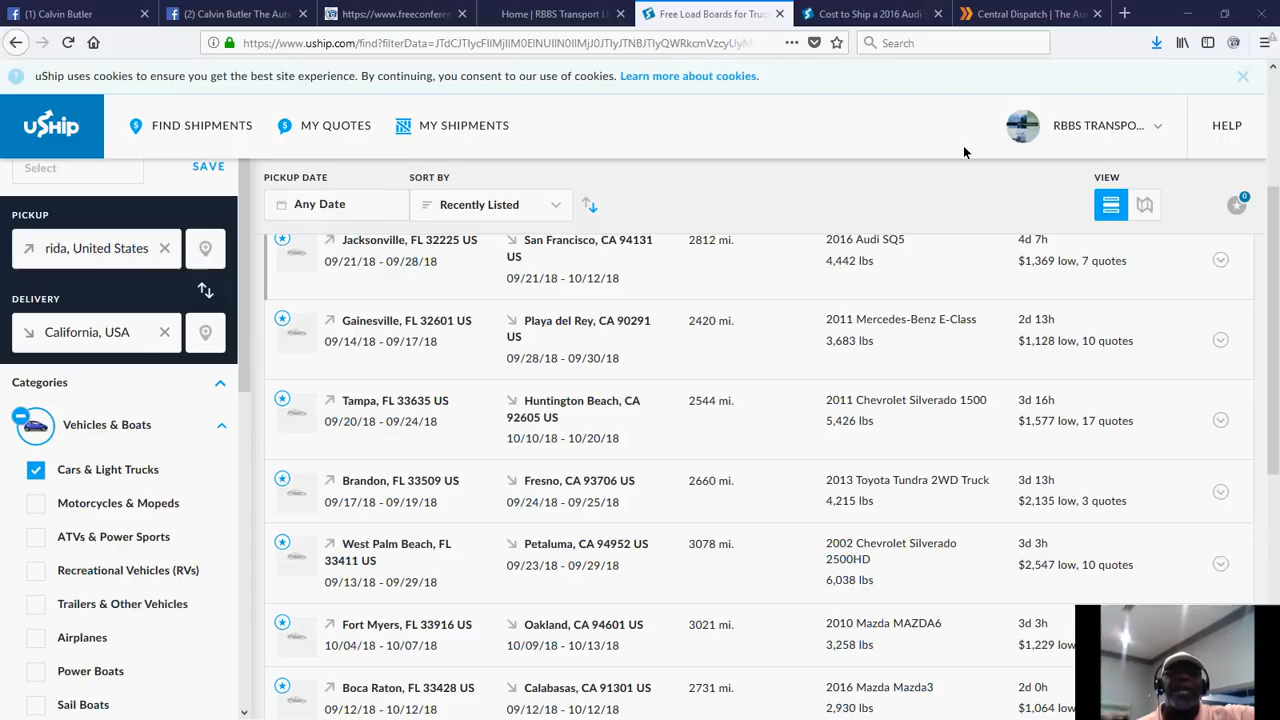 (1) Calvin Butler
(2) Calvin Butler The Aut
https://www.freeconfere
Home | RBBS Transport L
Free Load Boards for Truc
Cost to Ship a 2016 Audi S
Central Dispatch | The Au
https://www.uship.com/find?filterData=
Search
uShip uses cookies to ensure you get the best site experience. By continuing, you consent to our use of cookies. Learn more about cookies.
uShip
FIND SHIPMENTS
MY QUOTES
MY SHIPMENTS
RBBS TRANSPO...
HELP
Select
SAVE
PICKUP
rida, United States
DELIVERY
California, USA
Categories
Vehicles & Boats
Cars & Light Trucks
Motorcycles & Mopeds
ATVs & Power Sports
Recreational Vehicles (RVs)
Trailers & Other Vehicles
Airplanes
Power Boats
Sail Boats
PICKUP DATE
Any Date
SORT BY
Recently Listed
VIEW
0
Jacksonville, FL 32225 US
09/21/18 - 09/28/18
San Francisco, CA 94131
US
09/21/18 - 10/12/18
2812 mi.
2016 Audi SQ5
4,442 lbs
4d 7h
$1,369 low, 7 quotes
Gainesville, FL 32601 US
09/14/18 - 09/17/18
Playa del Rey, CA 90291
US
09/28/18 - 09/30/18
2420 mi.
2011 Mercedes-Benz E-Class
3,683 lbs
2d 13h
$1,128 low, 10 quotes
Tampa, FL 33635 US
09/20/18 - 09/24/18
Huntington Beach, CA
92605 US
10/10/18 - 10/20/18
2544 mi.
2011 Chevrolet Silverado 1500
5,426 lbs
3d 16h
$1,577 low, 17 quotes
Brandon, FL 33509 US
09/17/18 - 09/19/18
Fresno, CA 93706 US
09/24/18 - 09/25/18
2660 mi.
2013 Toyota Tundra 2WD Truck
4,215 lbs
3d 13h
$2,135 low, 3 quotes
West Palm Beach, FL
33411 US
09/13/18 - 09/29/18
Petaluma, CA 94952 US
09/23/18 - 09/29/18
3078 mi.
2002 Chevrolet Silverado
2500HD
6,038 lbs
3d 3h
$2,547 low, 10 quotes
Fort Myers, FL 33916 US
10/04/18 - 10/07/18
Oakland, CA 94601 US
10/09/18 - 10/13/18
3021 mi.
2010 Mazda MAZDA6
3,258 lbs
3d 3h
$1,229 low,
Boca Raton, FL 33428 US
09/12/18 - 09/12/18
Calabasas, CA 91301 US
09/12/18 - 10/12/18
2731 mi.
2016 Mazda Mazda3
2,930 lbs
2d 0h
$1,064 low,